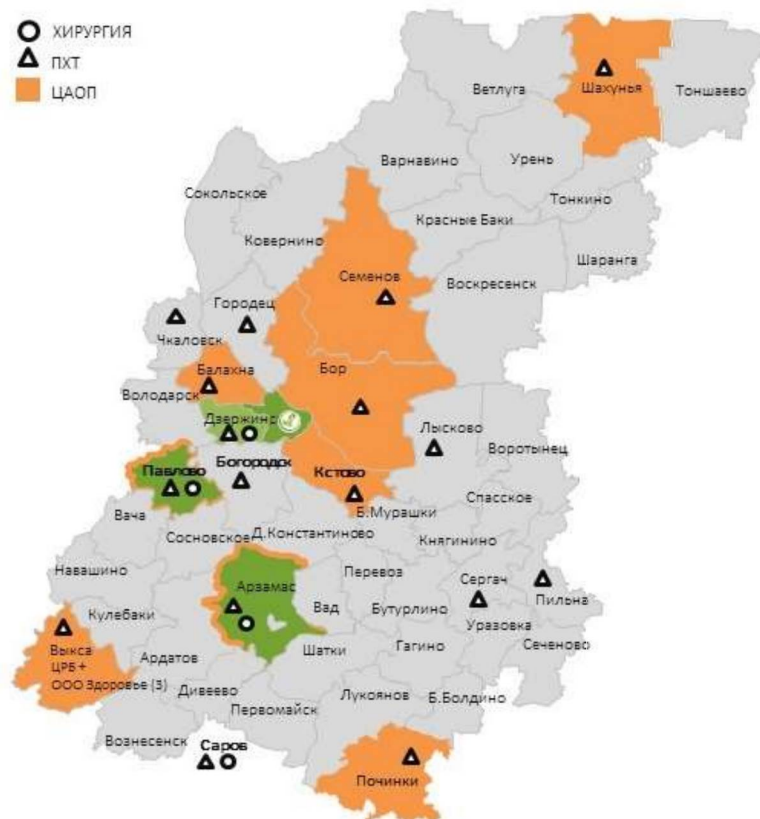 ХИРУРГИЯ
ПХТ
ЦАОП
Шахунья
Ветлуга
Тоншаево
Варнавино
Урень
Сокольское
Тонкино
Красные Баки
Ковернино
Шаранга
Семенов
Воскресенск
Городец
Чкаловск
Балахна
Бор
Володарск
Дзержинс
Лысково
Воротынец
Павлово
Богородск
Кстово
Спасское
Вача
Б.Мурашки
Сосновское
Д.Константиново
Княгинино
Навашино
Перевоз
Сергач
Арзамас
Пильна
Кулебаки
Вад
Бутурлино
Уразовка
Выкса
ЦРБ +
ООО Здоровье (3)
Ардатов
Шатки
Гагино
Сеченово
Дивеево
Лукоянов
Б.Болдино
Первомайск
Вознесенск
Саров
Починки